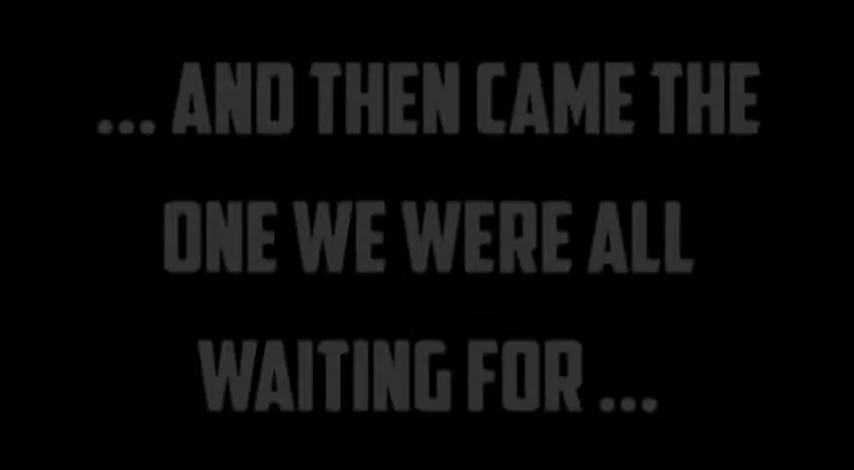 ... AND THEN CAME THE
ONE WE WERE ALL
WAITING FOR ...